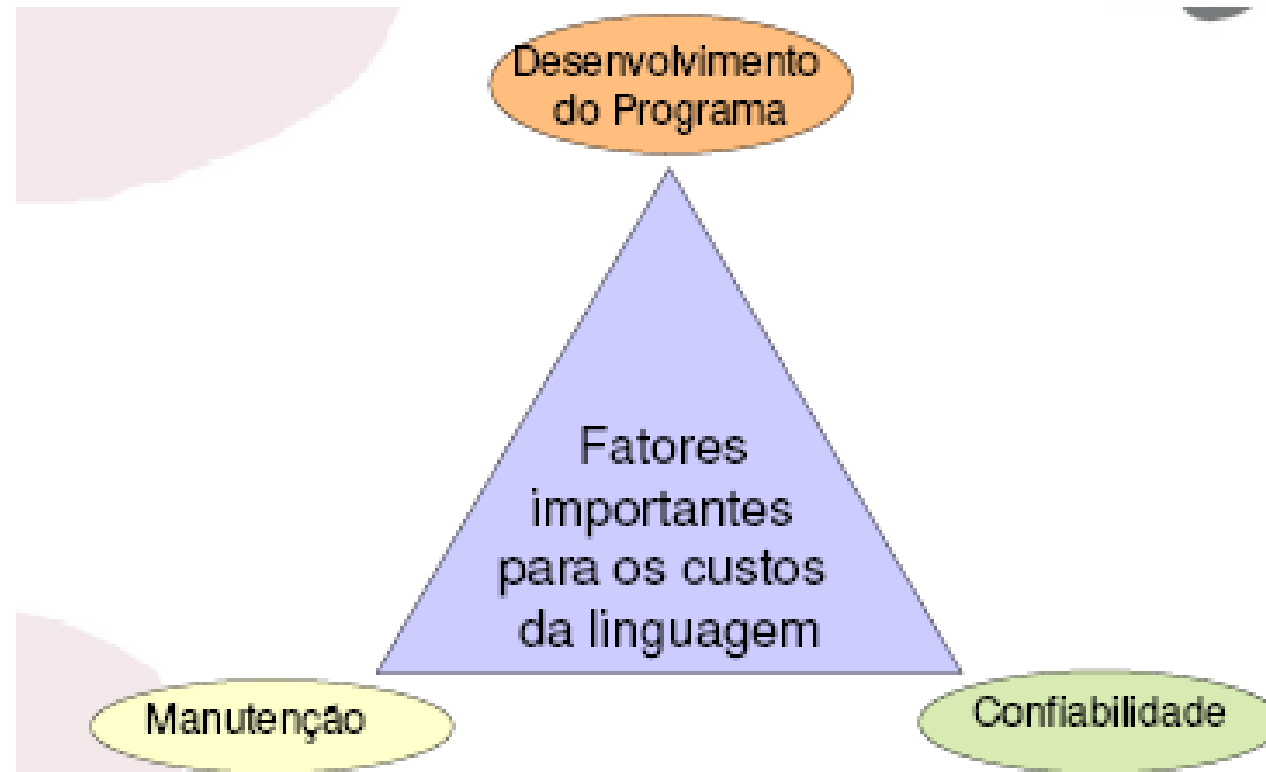 Desenvolvimento
do Programa
Fatores
importantes
para os custos
da linguagem
Manutenção
Confiabilidade